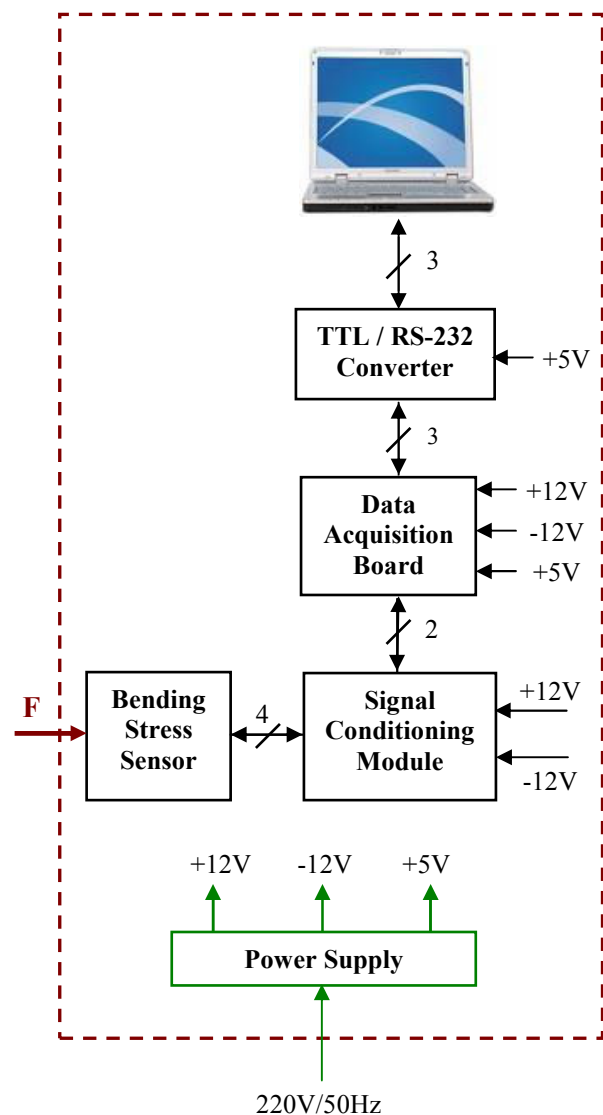 3
TTL / RS-232
Converter
+5V
3
Data
Acquisition
Board
+12V
-12V
+5V
2
F
Bending
Stress
Sensor
4
Signal
Conditioning
Module
+12V
-12V
+12V
-12V
+5V
Power Supply
220V/50Hz